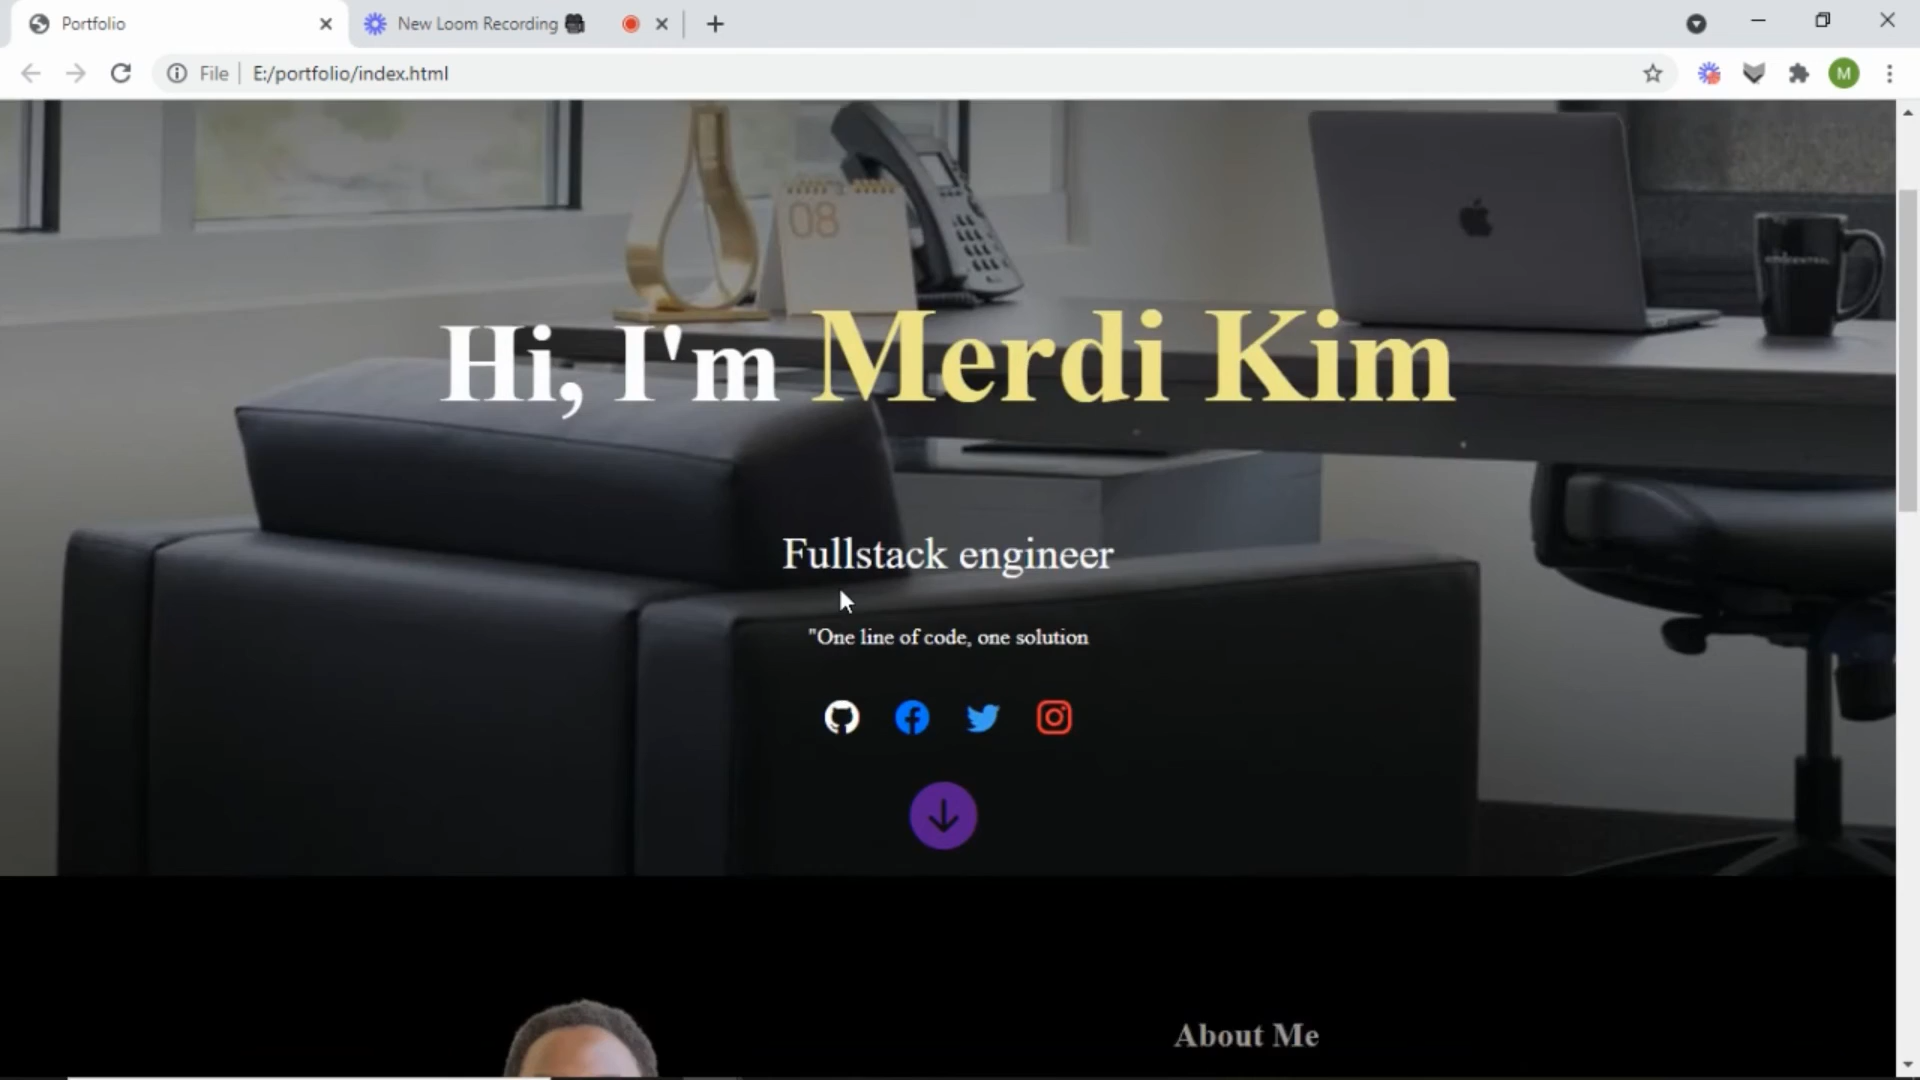 Portfolio
New Loom Recording
File
E:/portfolio/index.html
M
08
Hi, I'm Merdi Kim
Fullstack engineer
"One line of code, one solution
About Me